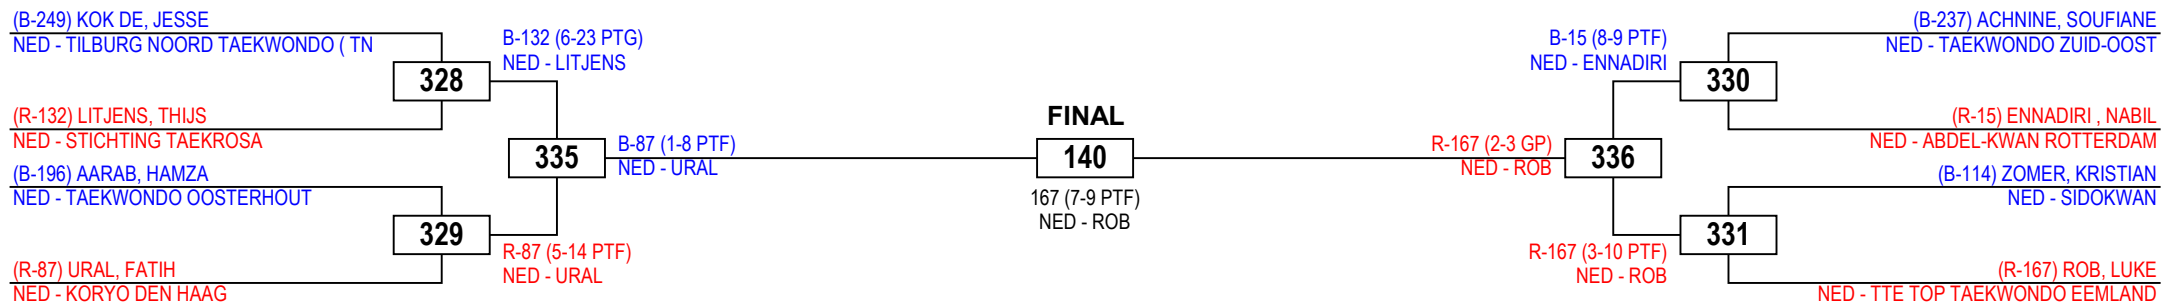 (B-249) KOK DE, JESSE
NED - TILBURG NOORD TAEKWONDO ( TN
328
(R-132) LITJENS, THIJS
NED - STICHTING TAEKROSA
B-132 (6-23 PTG)
NED - LITJENS
(B-196) AARAB, HAMZA
NED - TAEKWONDO OOSTERHOUT
329
(R-87) URAL, FATIH
NED - KORYO DEN HAAG
R-87 (5-14 PTF)
NED - URAL
335
B-87 (1-8 PTF)
NED - URAL
FINAL
140
167 (7-9 PTF)
NED - ROB
R-167 (2-3 GP)
NED - ROB
336
B-15 (8-9 PTF)
NED - ENNADIRI
330
(B-237) ACHNINE, SOUFIANE
NED - TAEKWONDO ZUID-OOST
(R-15) ENNADIRI , NABIL
NED - ABDEL-KWAN ROTTERDAM
R-167 (3-10 PTF)
NED - ROB
331
(B-114) ZOMER, KRISTIAN
NED - SIDOKWAN
(R-167) ROB, LUKE
NED - TTE TOP TAEKWONDO EEMLAND